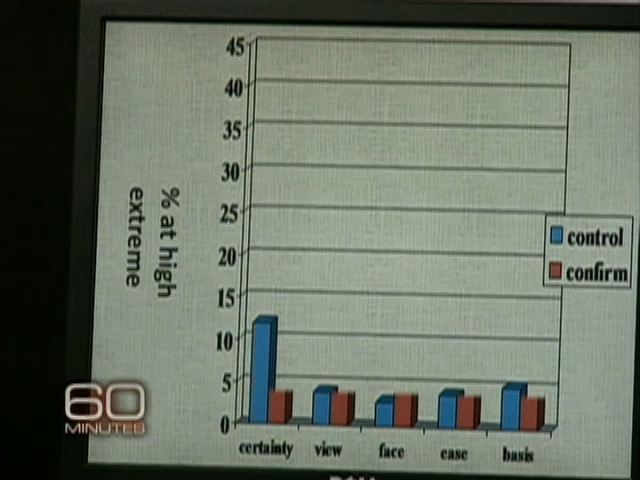 45
40
35
30
25
20
15
10
5
0
% at high
extreme
control
confirm
certainty
view
face
ease
basis
60
MINUTES